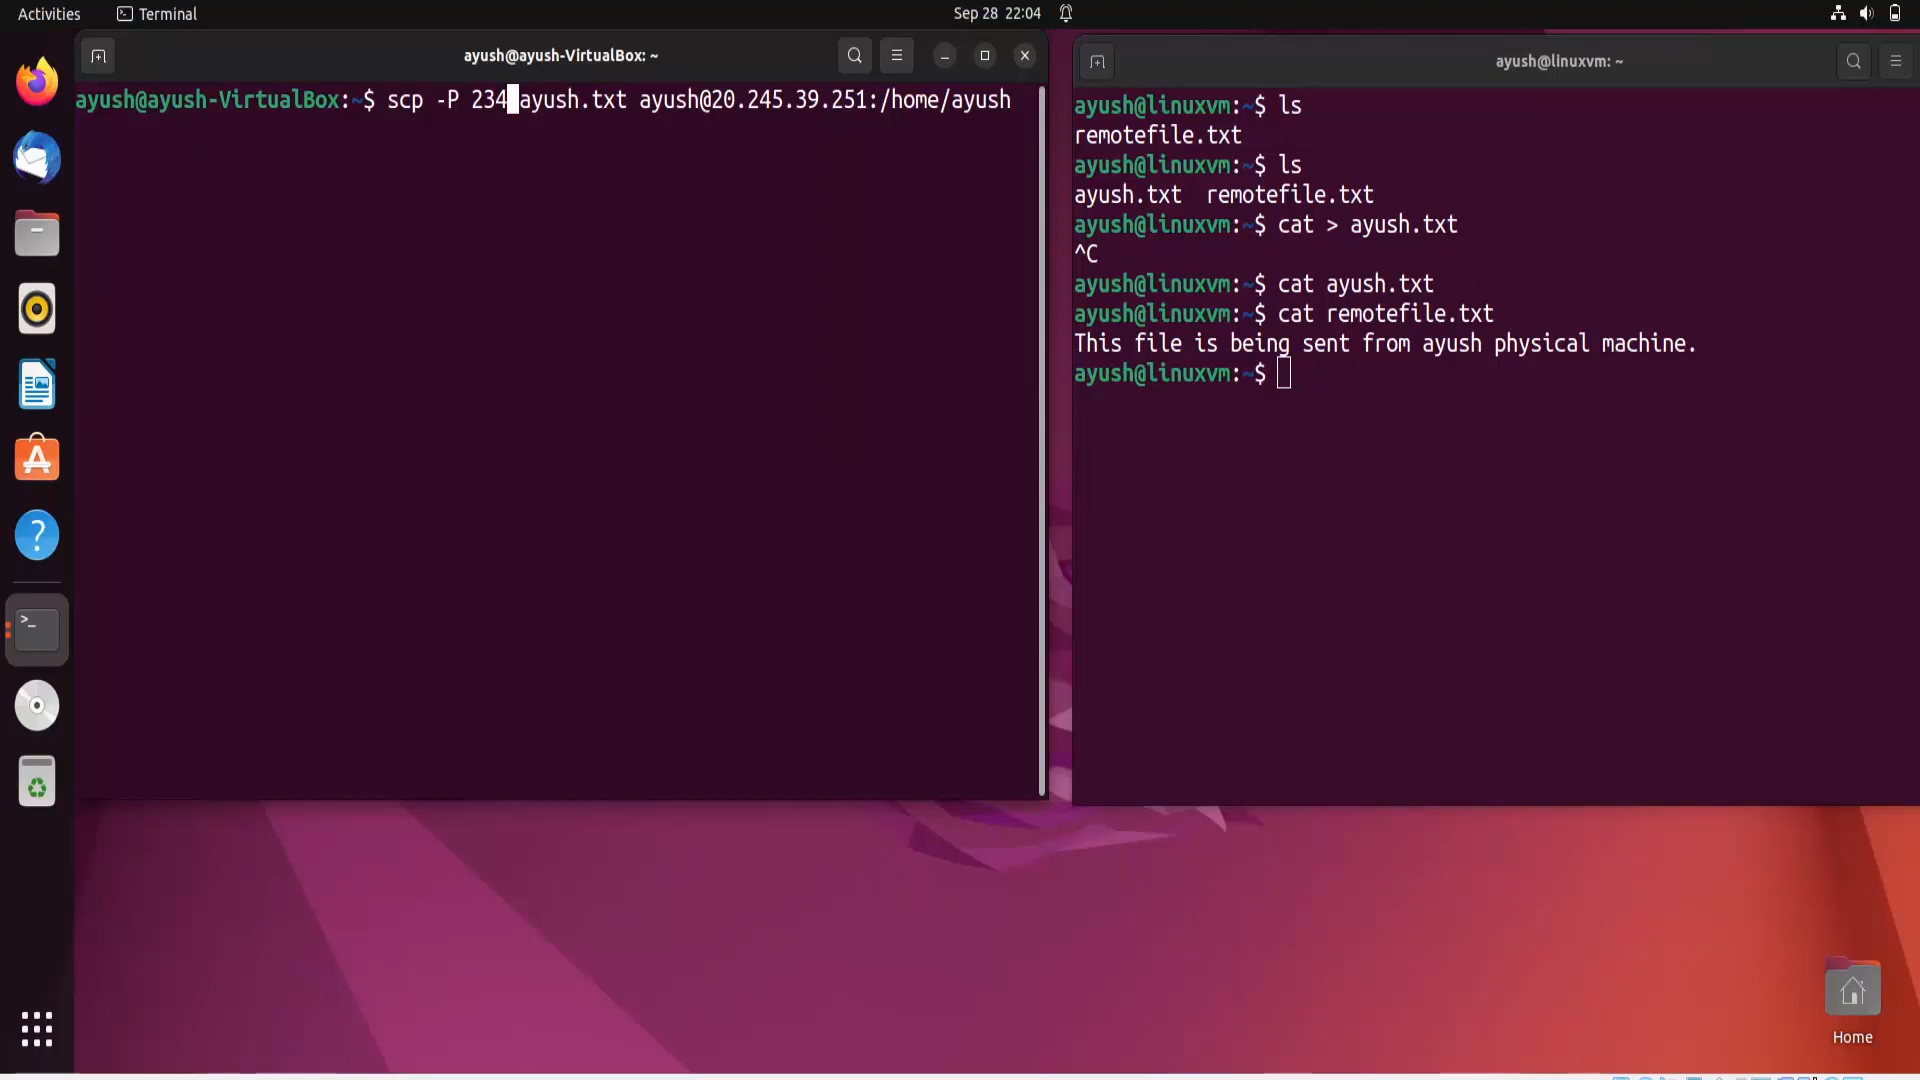 Activities
Terminal
Sep 28 22:04
ayush@ayush-VirtualBox: ~
ayush@ayush-VirtualBox:~$ scp -P 234 ayush.txt ayush@20.245.39.251:/home/ayush
ayush@linuxvm: ~
ayush@linuxvm:~$ ls
remotefile.txt
ayush@linuxvm:~$ ls
ayush.txt  remotefile.txt
ayush@linuxvm:~$ cat > ayush.txt
^C
ayush@linuxvm:~$ cat ayush.txt
ayush@linuxvm:~$ cat remotefile.txt
This file is being sent from ayush physical machine.
ayush@linuxvm:~$
Home